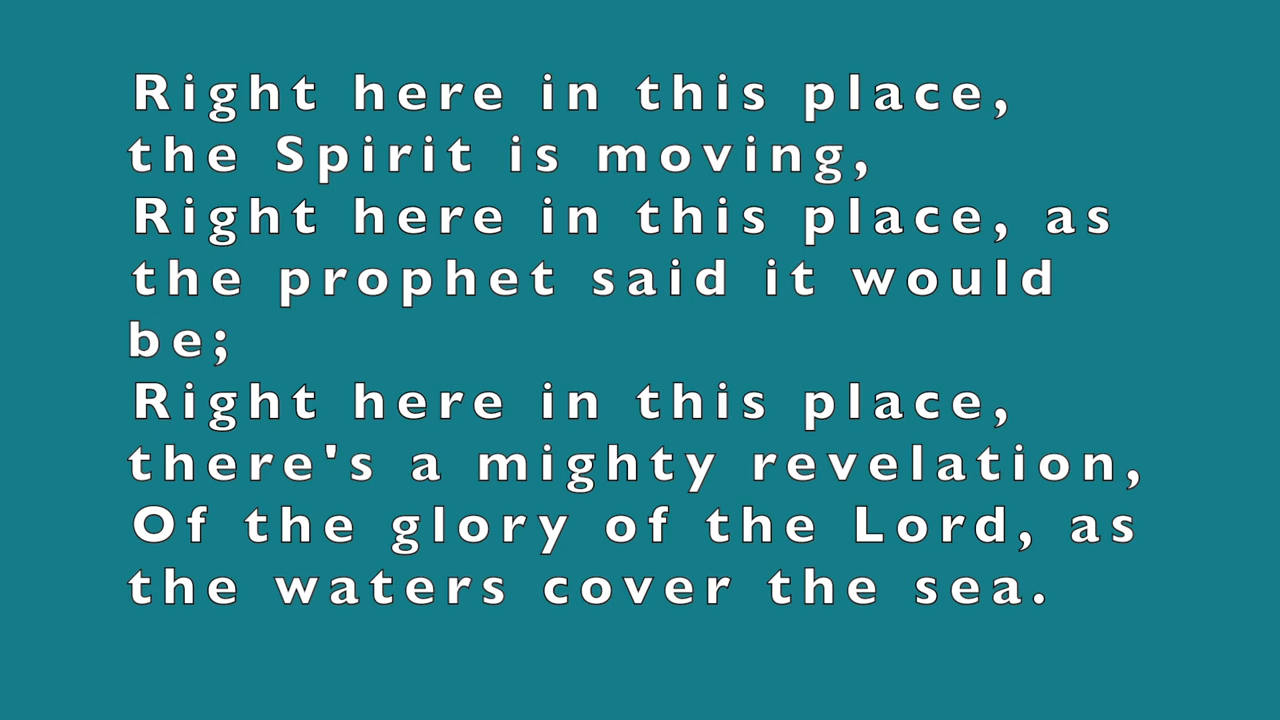 Right here in this place,
the Spirit is moving,
Right here in this place, as
the prophet said it would
be;
Right here in this place,
there's a mighty revelation,
Of the glory of the Lord, as
the waters cover the sea.